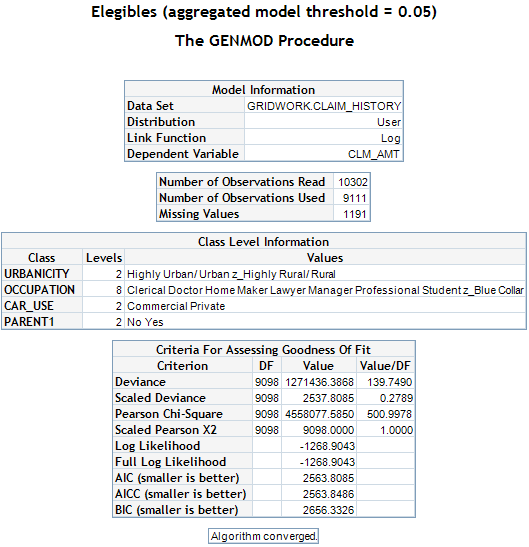 Elegibles (aggregated model threshold = 0.05)
The GENMOD Procedure
Model Information
Data Set GRIDWORK.CLAIM_HISTORY
Distribution User
Link Function Log
Dependent Variable CLM_AMT
Number of Observations Read 10302
Number of Observations Used 9111
Missing Values 1191
Class Level Information
Class Levels Values
URBANICITY 2 Highly Urban/ Urban z_Highly Rural/ Rural
OCCUPATION 8 Clerical Doctor Home Maker Lawyer Manager Professional Student z_Blue Collar
CAR_USE 2 Commercial Private
PARENT1 2 No Yes
Criteria For Assessing Goodness Of Fit
Criterion DF Value Value/DF
Deviance 9098 1271436.3868 139.7490
Scaled Deviance 9098 2537.8085 0.2789
Pearson Chi-Square 9098 4558077.5850 500.9978
Scaled Pearson X2 9098 9098.0000 1.0000
Log Likelihood -1268.9043
Full Log Likelihood -1268.9043
AIC (smaller is better) 2563.8085
AICC (smaller is better) 2563.8486
BIC (smaller is better) 2656.3326
Algorithm converged.